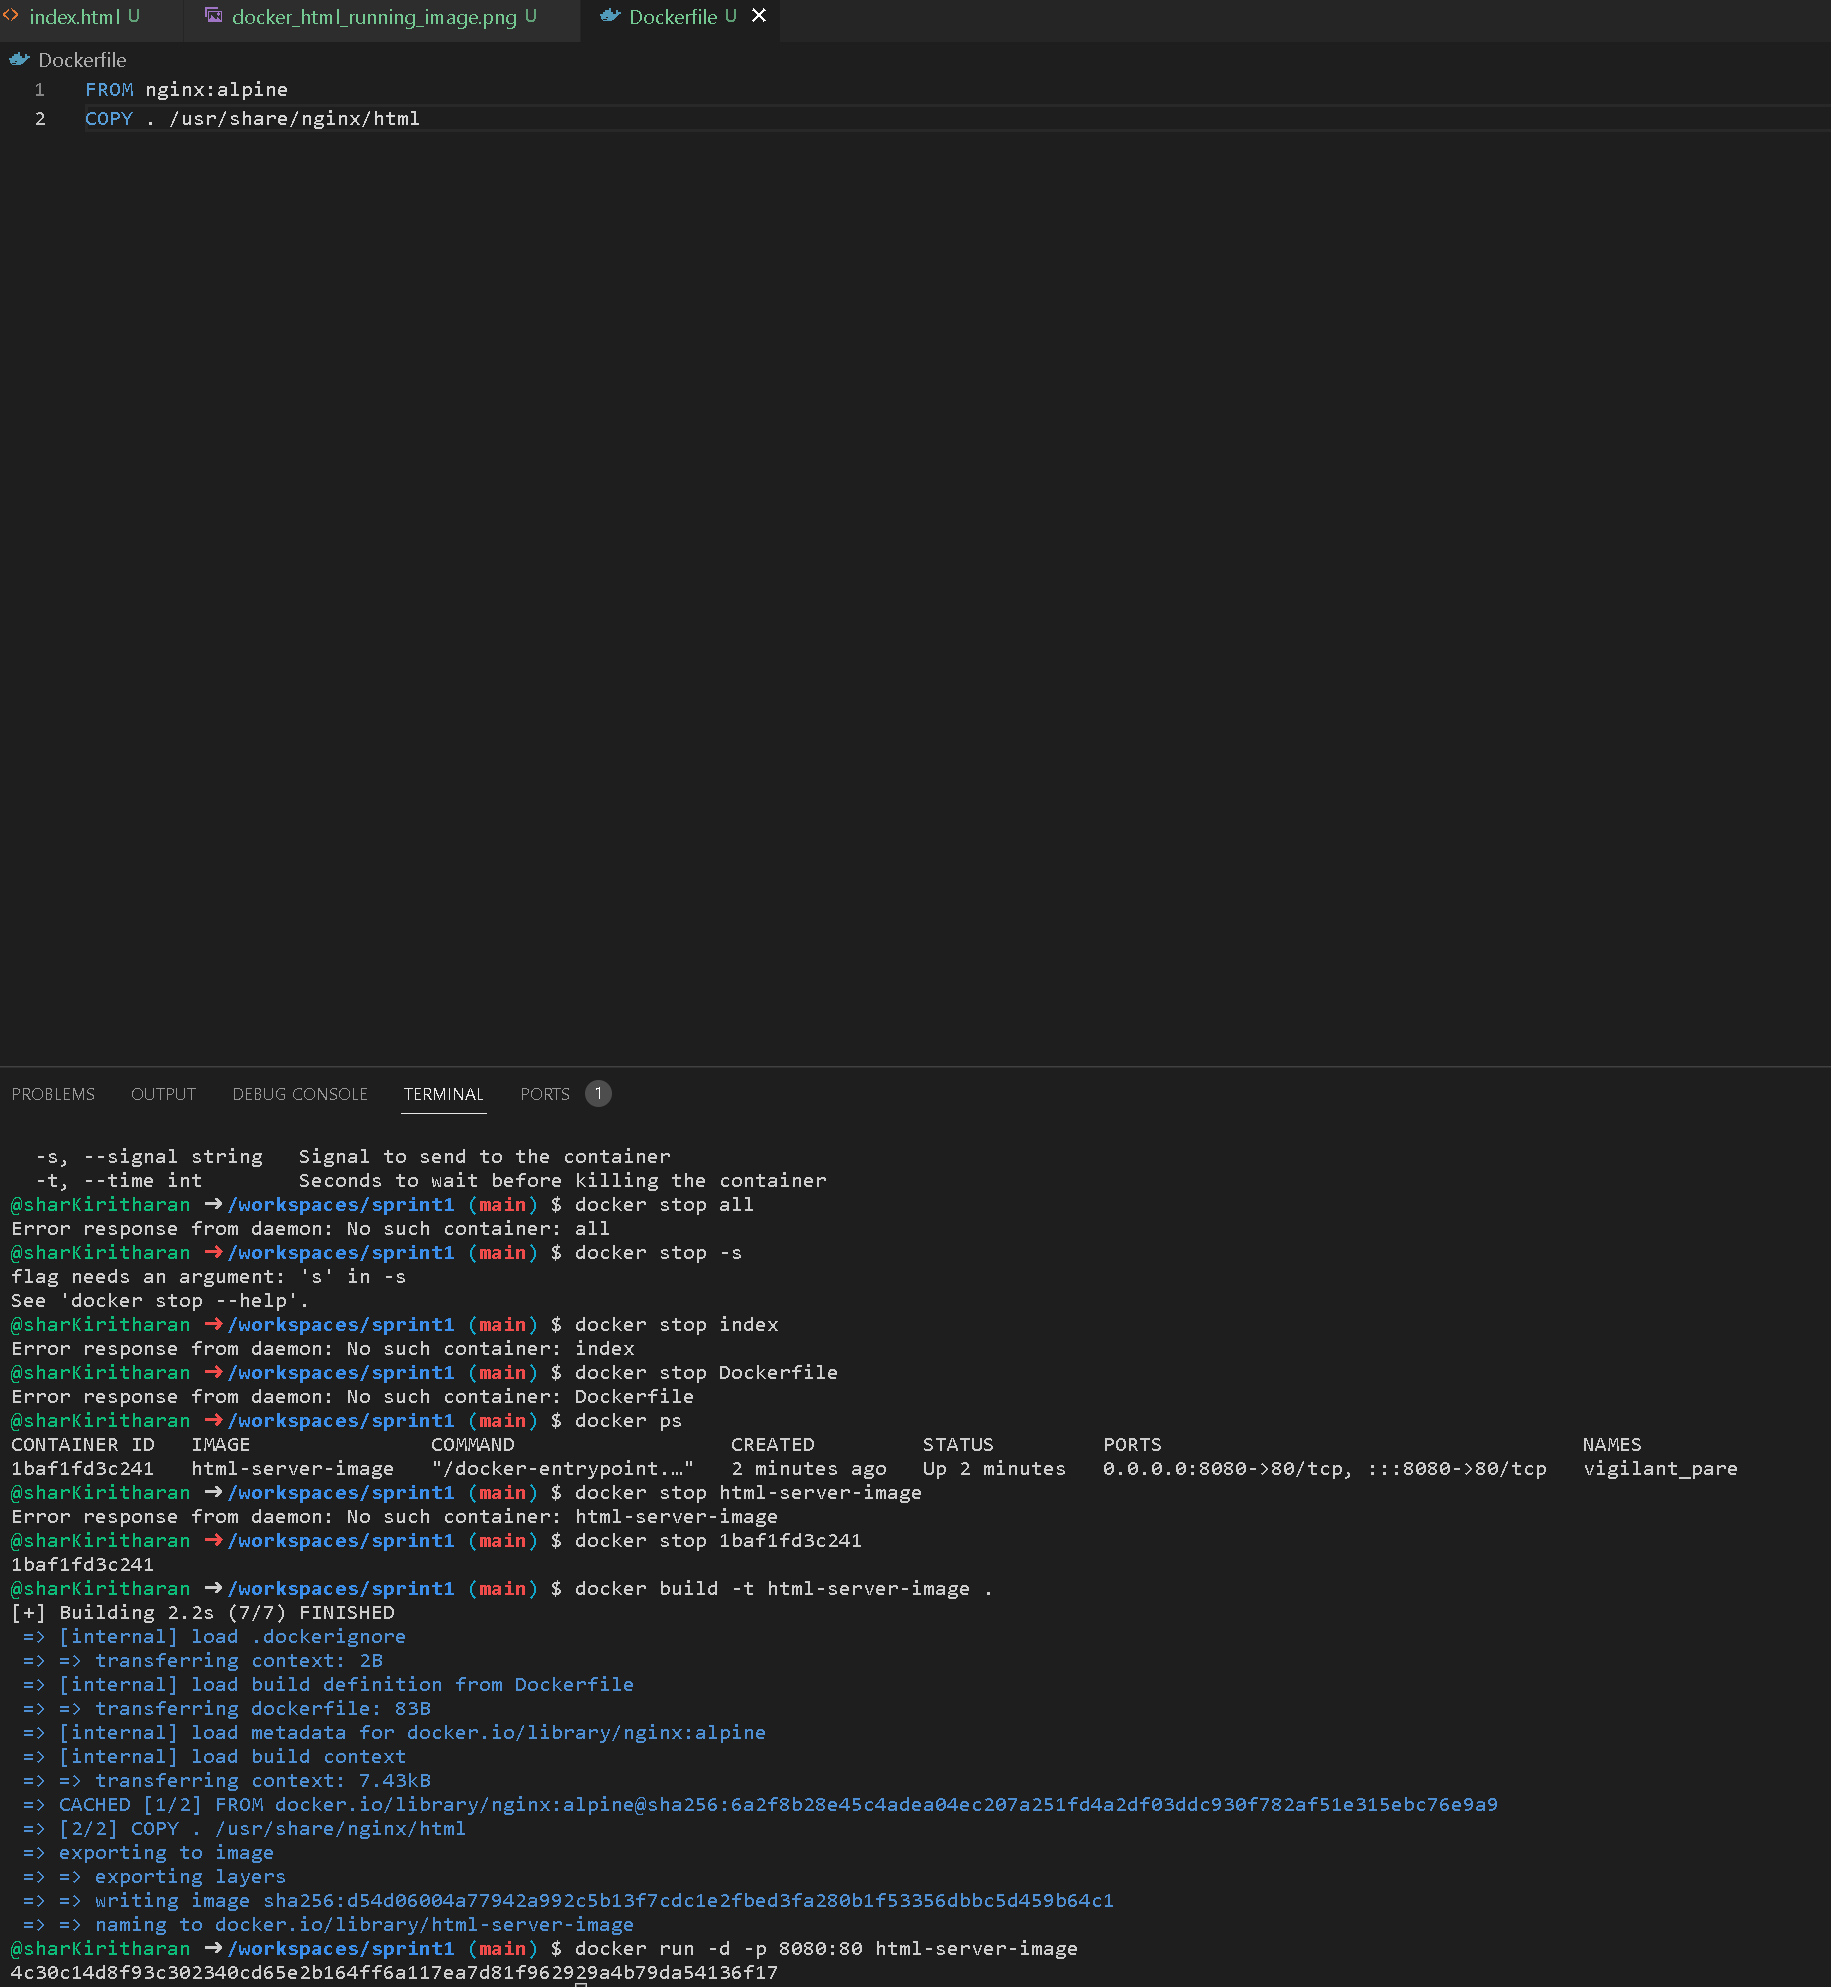 index.html U docker_html_running_image.png U Dockerfile U
Dockerfile
1 FROM nginx:alpine
2 COPY . /usr/share/nginx/html
PROBLEMS OUTPUT DEBUG CONSOLE TERMINAL PORTS 1
-s, --signal string Signal to send to the container
-t, --time int Seconds to wait before killing the container
@sharKiritharan ➜ /workspaces/sprint1 (main) $ docker stop all
Error response from daemon: No such container: all
@sharKiritharan ➜ /workspaces/sprint1 (main) $ docker stop -s
flag needs an argument: 's' in -s
See 'docker stop --help'.
@sharKiritharan ➜ /workspaces/sprint1 (main) $ docker stop index
Error response from daemon: No such container: index
@sharKiritharan ➜ /workspaces/sprint1 (main) $ docker stop Dockerfile
Error response from daemon: No such container: Dockerfile
@sharKiritharan ➜ /workspaces/sprint1 (main) $ docker ps
CONTAINER ID IMAGE COMMAND CREATED STATUS PORTS NAMES
1baf1fd3c241 html-server-image "/docker-entrypoint.…" 2 minutes ago Up 2 minutes 0.0.0.0:8080->80/tcp, :::8080->80/tcp vigilant_pare
@sharKiritharan ➜ /workspaces/sprint1 (main) $ docker stop html-server-image
Error response from daemon: No such container: html-server-image
@sharKiritharan ➜ /workspaces/sprint1 (main) $ docker stop 1baf1fd3c241
1baf1fd3c241
@sharKiritharan ➜ /workspaces/sprint1 (main) $ docker build -t html-server-image .
[+] Building 2.2s (7/7) FINISHED
=> [internal] load .dockerignore
=> => transferring context: 2B
=> [internal] load build definition from Dockerfile
=> => transferring dockerfile: 83B
=> [internal] load metadata for docker.io/library/nginx:alpine
=> [internal] load build context
=> => transferring context: 7.43kB
=> CACHED [1/2] FROM docker.io/library/nginx:alpine@sha256:6a2f8b28e45c4adea04ec207a251fd4a2df03ddc930f782af51e315ebc76e9a9
=> [2/2] COPY . /usr/share/nginx/html
=> exporting to image
=> => exporting layers
=> => writing image sha256:d54d06004a77942a992c5b13f7cdc1e2fbed3fa280b1f53356dbbc5d459b64c1
=> => naming to docker.io/library/html-server-image
@sharKiritharan ➜ /workspaces/sprint1 (main) $ docker run -d -p 8080:80 html-server-image
4c30c14d8f93c302340cd65e2b164ff6a117ea7d81f962929a4b79da54136f17